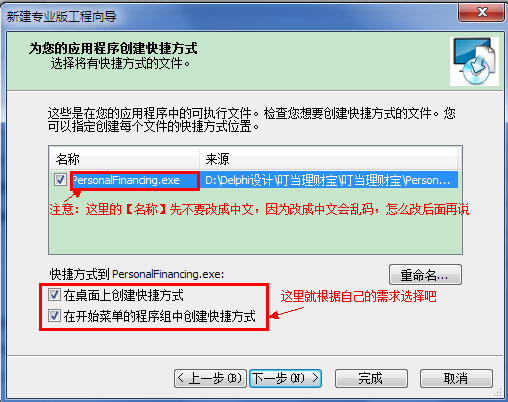 新建专业版工程向导
为您的应用程序创建快捷方式
选择将有快捷方式的文件。
这些是在您的应用程序中的可执行文件。检查您想要创建快捷方式的文件。您
可以指定创建每个文件的快捷方式位置。
名称 来源
PersonalFinancing.exe D:\Delphi设计\叮当理财宝\叮当理财宝\Person...
注意：这里的【名称】先不要改成中文，因为改成中文会乱码，怎么改后面再说
快捷方式到 PersonalFinancing.exe:
重命名...
在桌面上创建快捷方式
这里就根据自己的需求选择吧
在开始菜单的程序组中创建快捷方式
< 上一步(B) 下一步(N) > 完成 取消